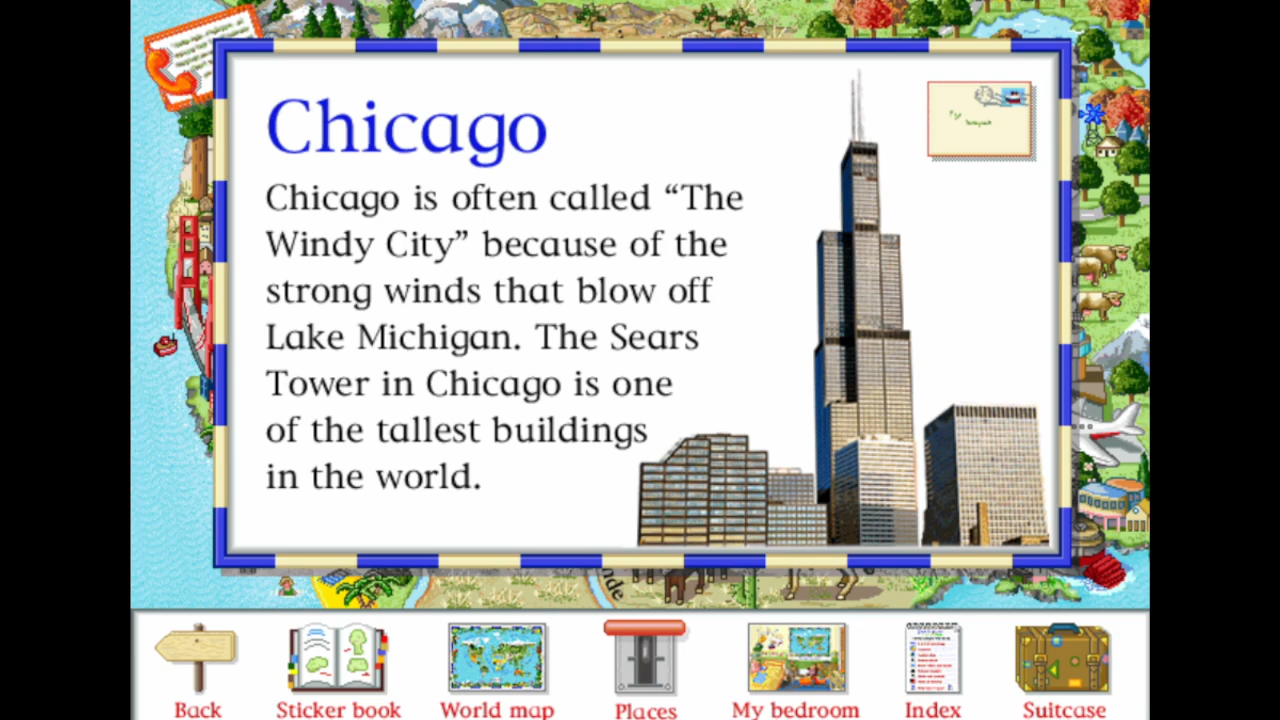 Chicago
Chicago is often called “The
Windy City” because of the
strong winds that blow off
Lake Michigan. The Sears
Tower in Chicago is one
of the tallest buildings
in the world.
nde
Back
Sticker book
World map
Places
My bedroom
Index
Suitcase